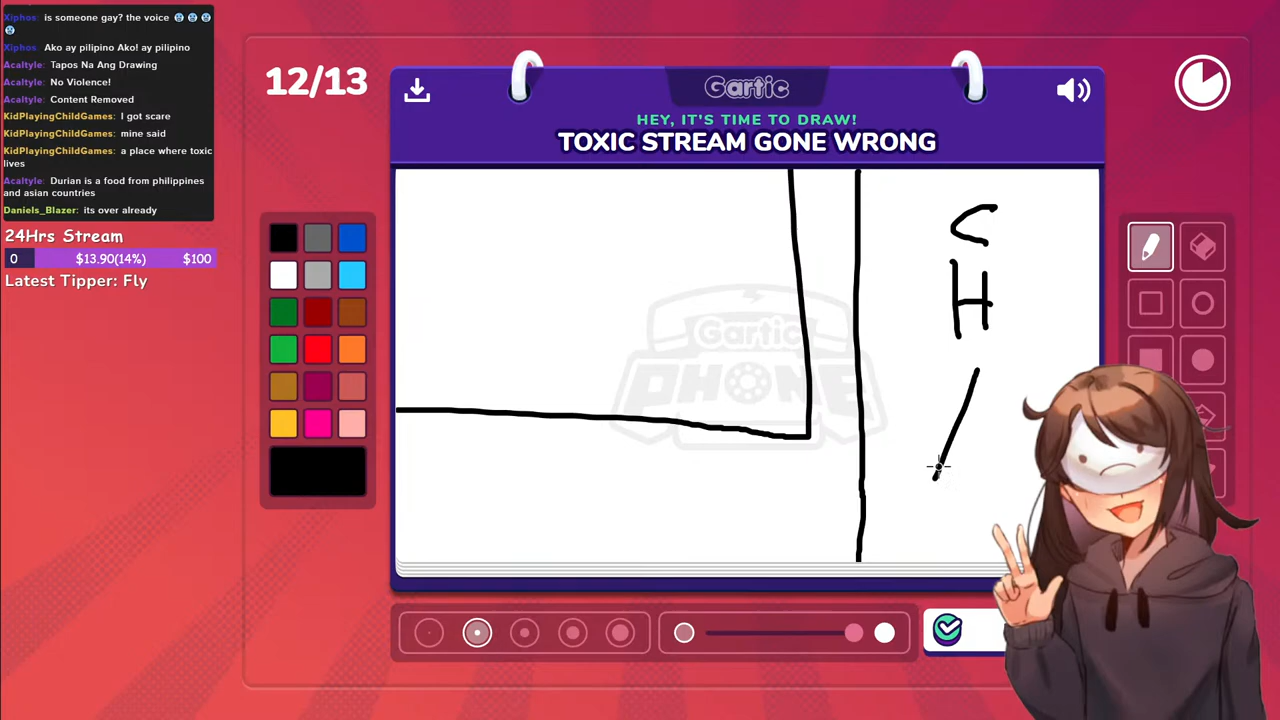 Xiphos: is someone gay? the voice
Xiphos: Ako ay pilipino Ako! ay pilipino
Acaltyle: Tapos Na Ang Drawing
Acaltyle: No Violence!
Acaltyle: Content Removed
KidPlayingChildGames: I got scare
KidPlayingChildGames: mine said
KidPlayingChildGames: a place where toxic
lives
Acaltyle: Durian is a food from philippines
and asian countries
Daniels_Blazer: its over already
24Hrs Stream
0 $13.90(14%) $100
Latest Tipper: Fly
12/13
Gartic
HEY, IT'S TIME TO DRAW!
TOXIC STREAM GONE WRONG
Gartic
PHONE
C
H